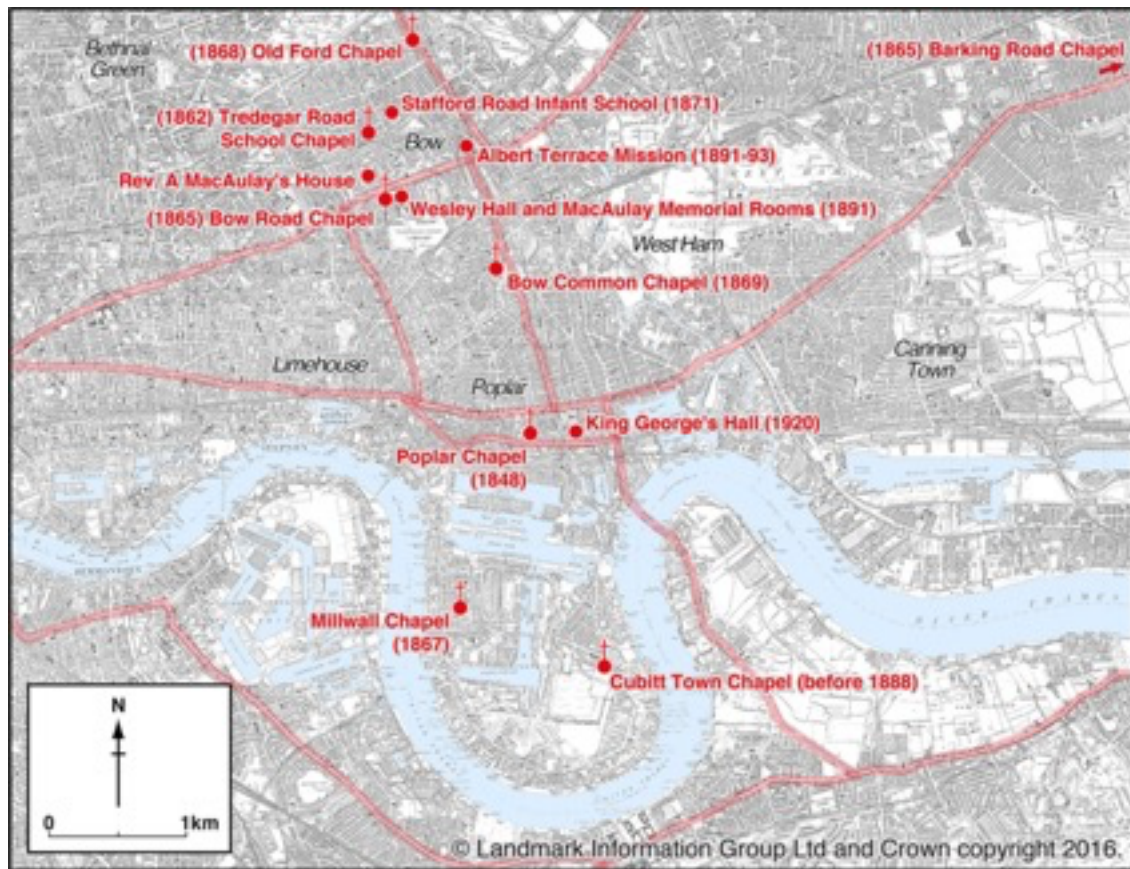 Bethnal
Green
(1868) Old Ford Chapel
(1865) Barking Road Chapel
Stafford Road Infant School (1871)
(1862) Tredegar Road
School Chapel
Bow
Albert Terrace Mission (1891-93)
Rev. A MacAulay's House
Wesley Hall and MacAulay Memorial Rooms (1891)
(1865) Bow Road Chapel
West Ham
Bow Common Chapel (1869)
Limehouse
Canning
Town
Poplar
King George's Hall (1920)
Poplar Chapel
(1848)
RIVER THAMES
Millwall Chapel
(1867)
Cubitt Town Chapel (before 1888)
N
0 1km
© Landmark Information Group Ltd and Crown copyright 2016.